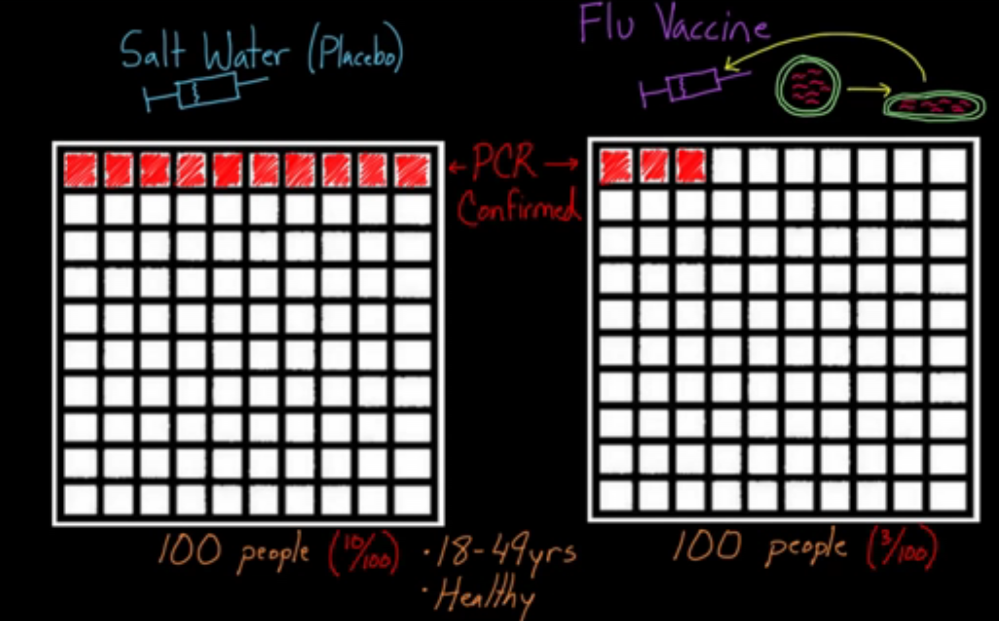 Salt Water (Placebo)
Flu Vaccine
← PCR →
Confirmed
100 people (10/100)
• 18-49yrs
• Healthy
100 people (3/100)